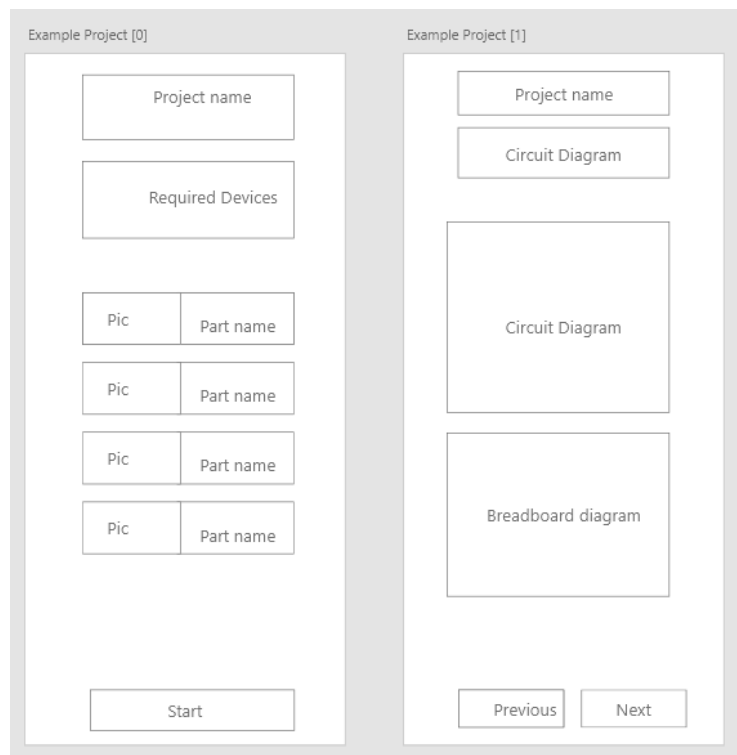 Example Project [0]
Project name
Required Devices
Pic
Part name
Pic
Part name
Pic
Part name
Pic
Part name
Start
Example Project [1]
Project name
Circuit Diagram
Circuit Diagram
Breadboard diagram
Previous
Next